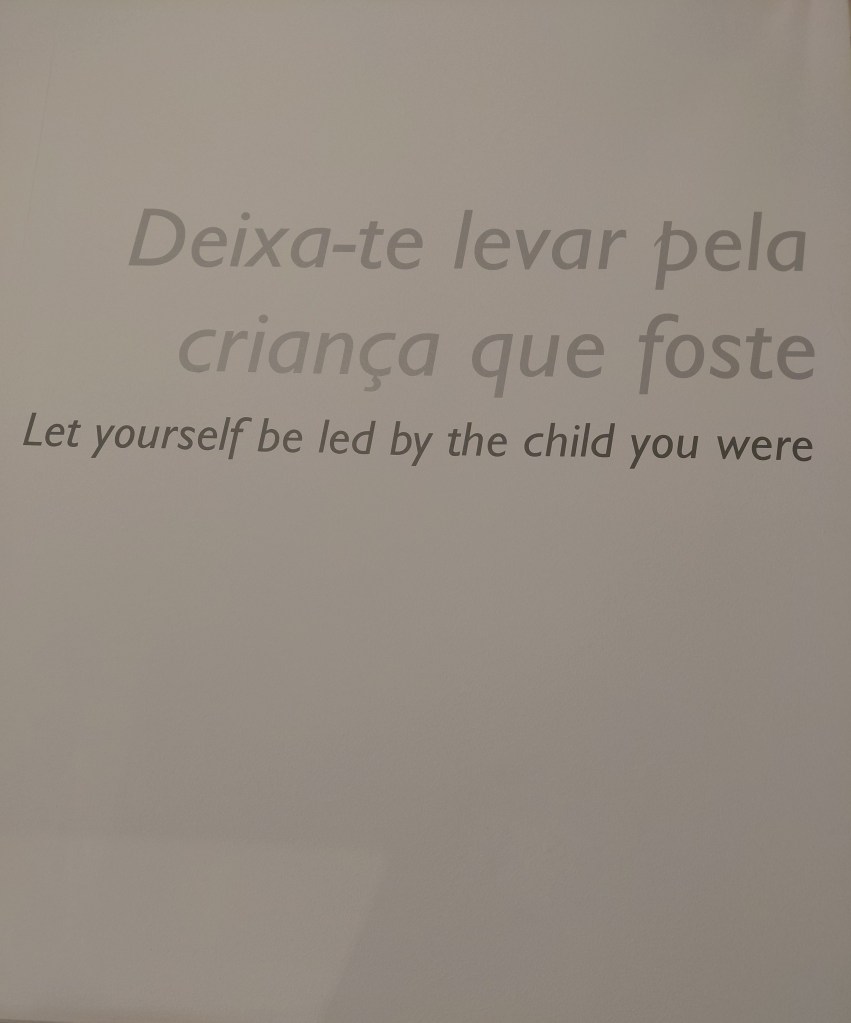 Deixa-te levar pela
criança que foste
Let yourself be led by the child you were